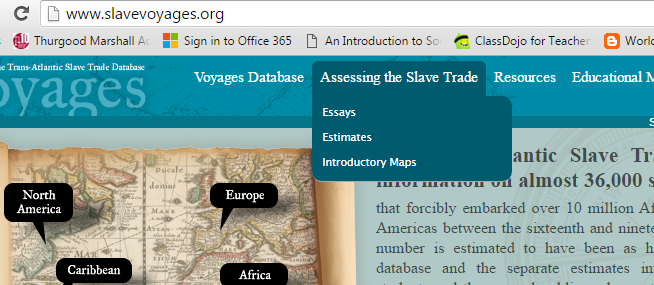 www.slavevoyages.org
Thurgood Marshall Ac
Sign in to Office 365
An Introduction to So
ClassDojo for Teacher
World
e Trans-Atlantic Slave Trade Database
oyages
Voyages Database
Assessing the Slave Trade
Resources
Educational M
Essays
Estimates
Introductory Maps
S
antic Slave Tra
information on almost 36,000 s
that forcibly embarked over 10 million Af
Americas between the sixteenth and ninete
number is estimated to have been as h
database and the separate estimates in
North
America
Europe
Caribbean
Africa